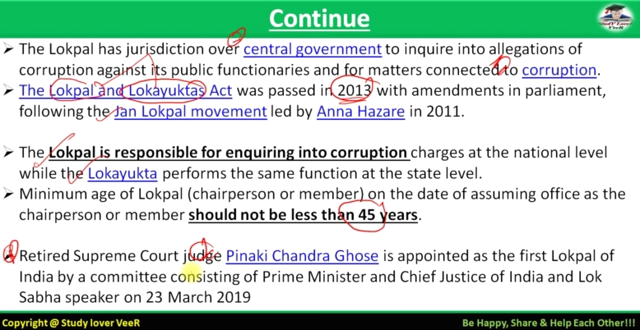 Continue
Study Lover
VeeR
➢ The Lokpal has jurisdiction over central government to inquire into allegations of
corruption against its public functionaries and for matters connected to corruption.
➢ The Lokpal and Lokayuktas Act was passed in 2013 with amendments in parliament,
following the Jan Lokpal movement led by Anna Hazare in 2011.
➢ The Lokpal is responsible for enquiring into corruption charges at the national level
while the Lokayukta performs the same function at the state level.
➢ Minimum age of Lokpal (chairperson or member) on the date of assuming office as the
chairperson or member should not be less than 45 years.
➢ Retired Supreme Court judge Pinaki Chandra Ghose is appointed as the first Lokpal of
India by a committee consisting of Prime Minister and Chief Justice of India and Lok
Sabha speaker on 23 March 2019
Copyright @ Study lover VeeR Be Happy, Share & Help Each Other!!!